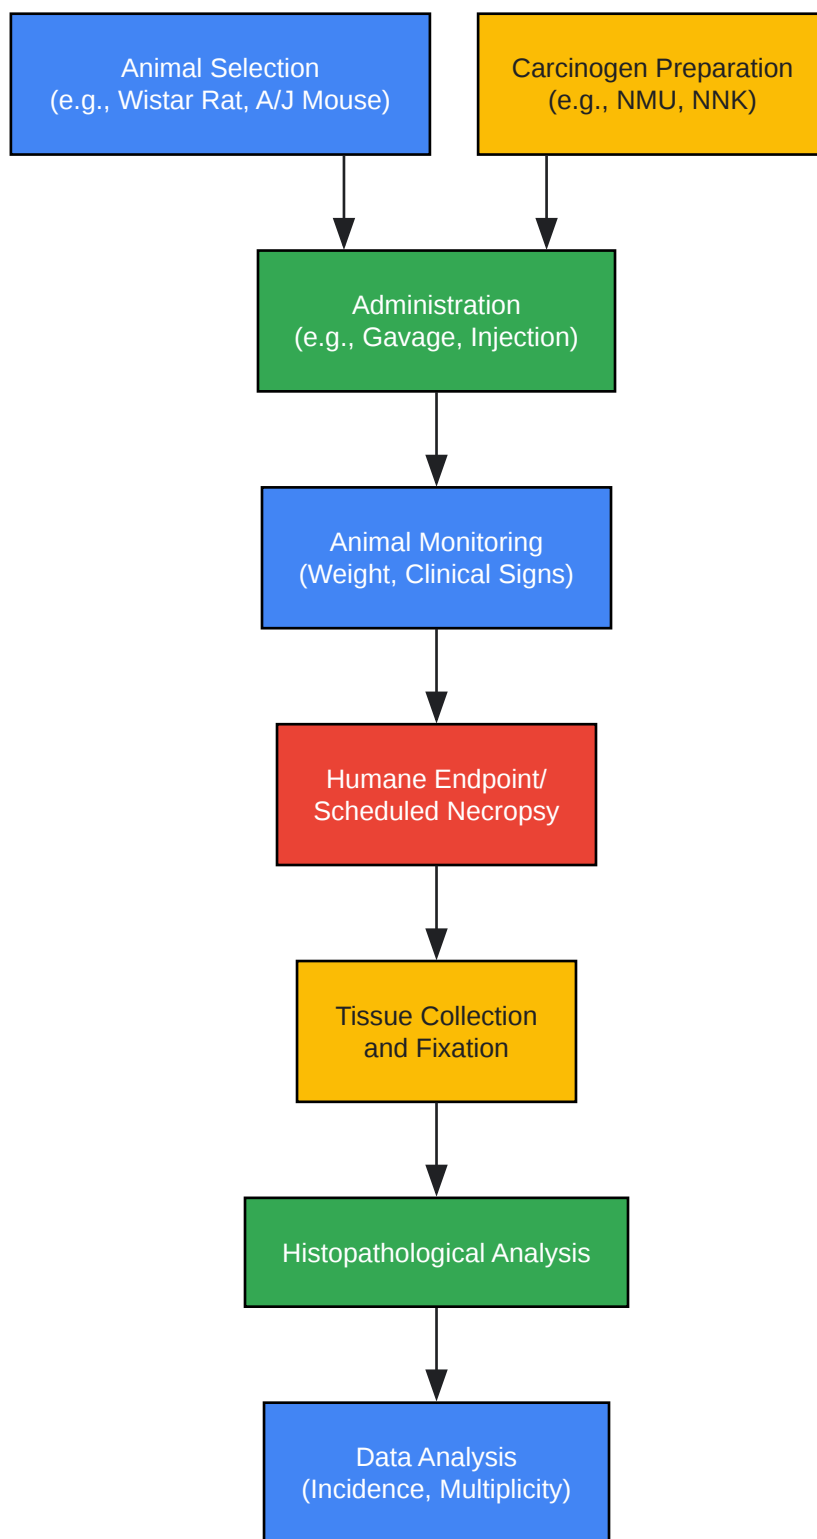 Animal Selection
(e.g., Wistar Rat, A/J Mouse)
Carcinogen Preparation
(e.g., NMU, NNK)
Administration
(e.g., Gavage, Injection)
Animal Monitoring
(Weight, Clinical Signs)
Humane Endpoint/
Scheduled Necropsy
Tissue Collection
and Fixation
Histopathological Analysis
Data Analysis
(Incidence, Multiplicity)